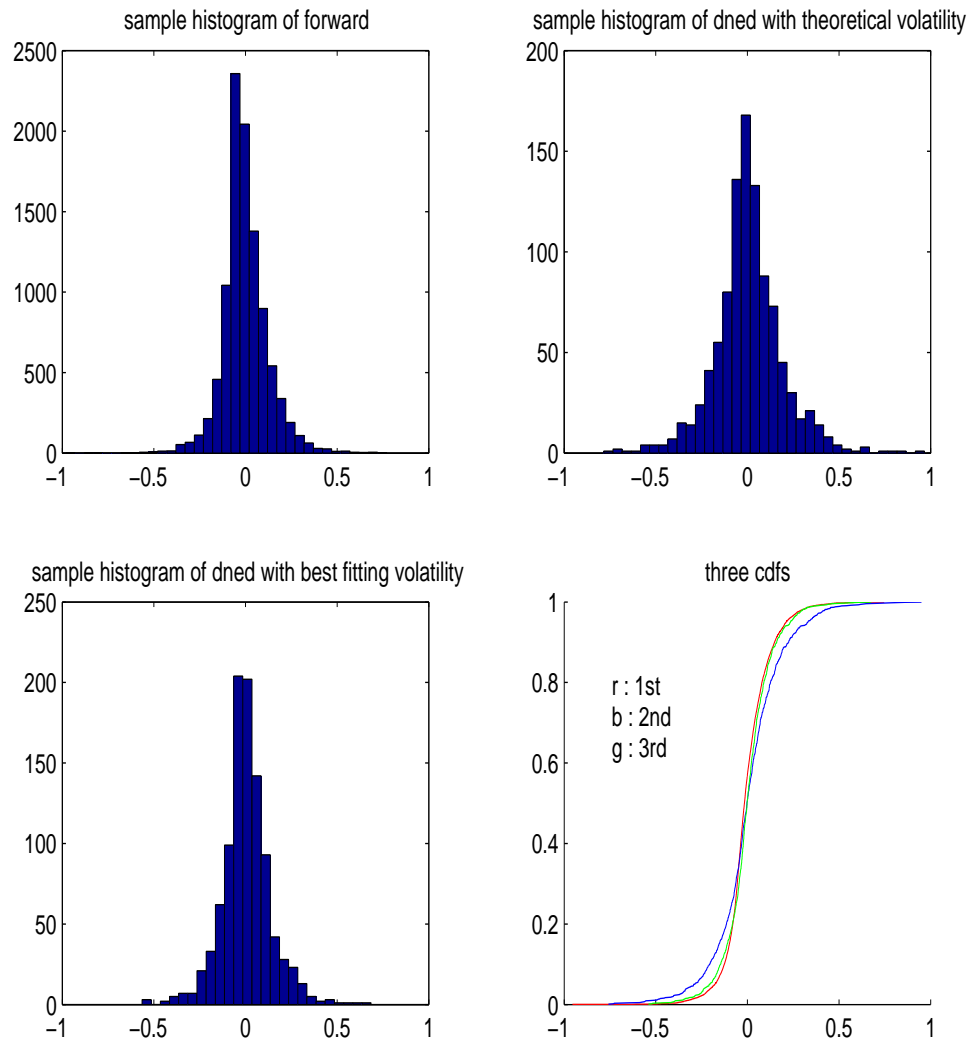 sample histogram of forward
2500
2000
1500
1000
500
0
−1 −0.5 0 0.5 1
sample histogram of dned with theoretical volatility
200
150
100
50
0
−1 −0.5 0 0.5 1
sample histogram of dned with best fitting volatility
250
200
150
100
50
0
−1 −0.5 0 0.5 1
three cdfs
1
0.8
0.6
0.4
0.2
0
r : 1st
b : 2nd
g : 3rd
−1 −0.5 0 0.5 1